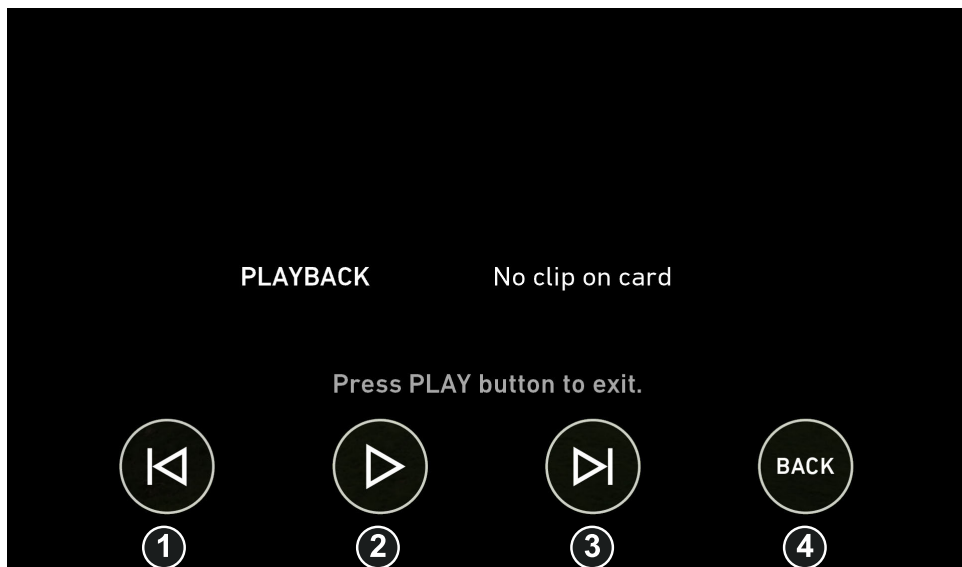 PLAYBACK No clip on card
Press PLAY button to exit.
BACK
1 2 3 4